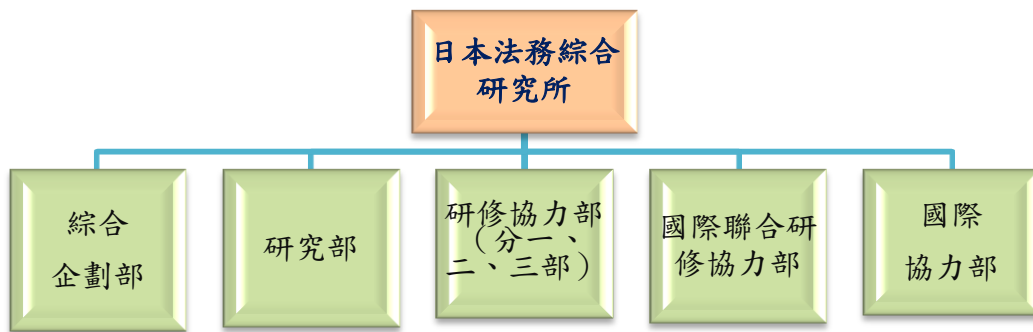 日本法務綜合
研究所
綜合
企劃部
研究部
研修協力部
（分一、
二、三部）
國際聯合研
修協力部
國際
協力部